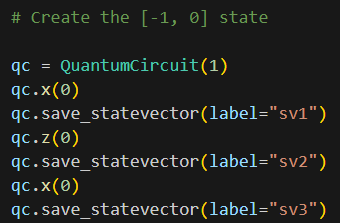 # Create the [-1, 0] state
qc = QuantumCircuit(1)
qc.x(0)
qc.save_statevector(label="sv1")
qc.z(0)
qc.save_statevector(label="sv2")
qc.x(0)
qc.save_statevector(label="sv3")